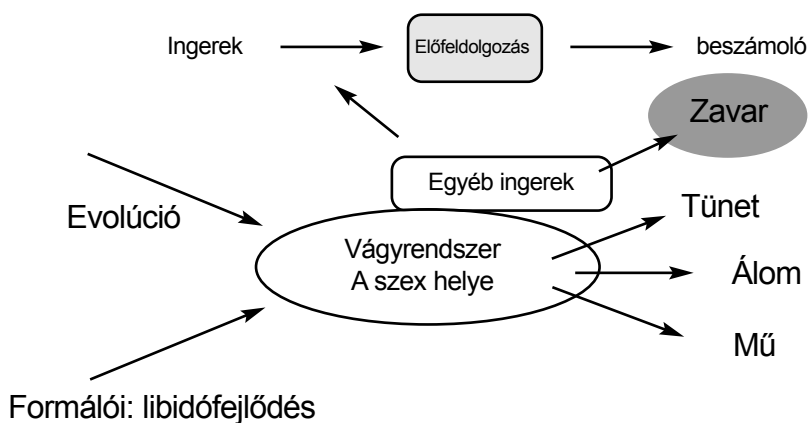 Ingerek
Előfeldolgozás
beszámoló
Zavar
Egyéb ingerek
Evolúció
Tünet
Vágyrendszer
A szex helye
Álom
Mű
Formálói: libidófejlődés